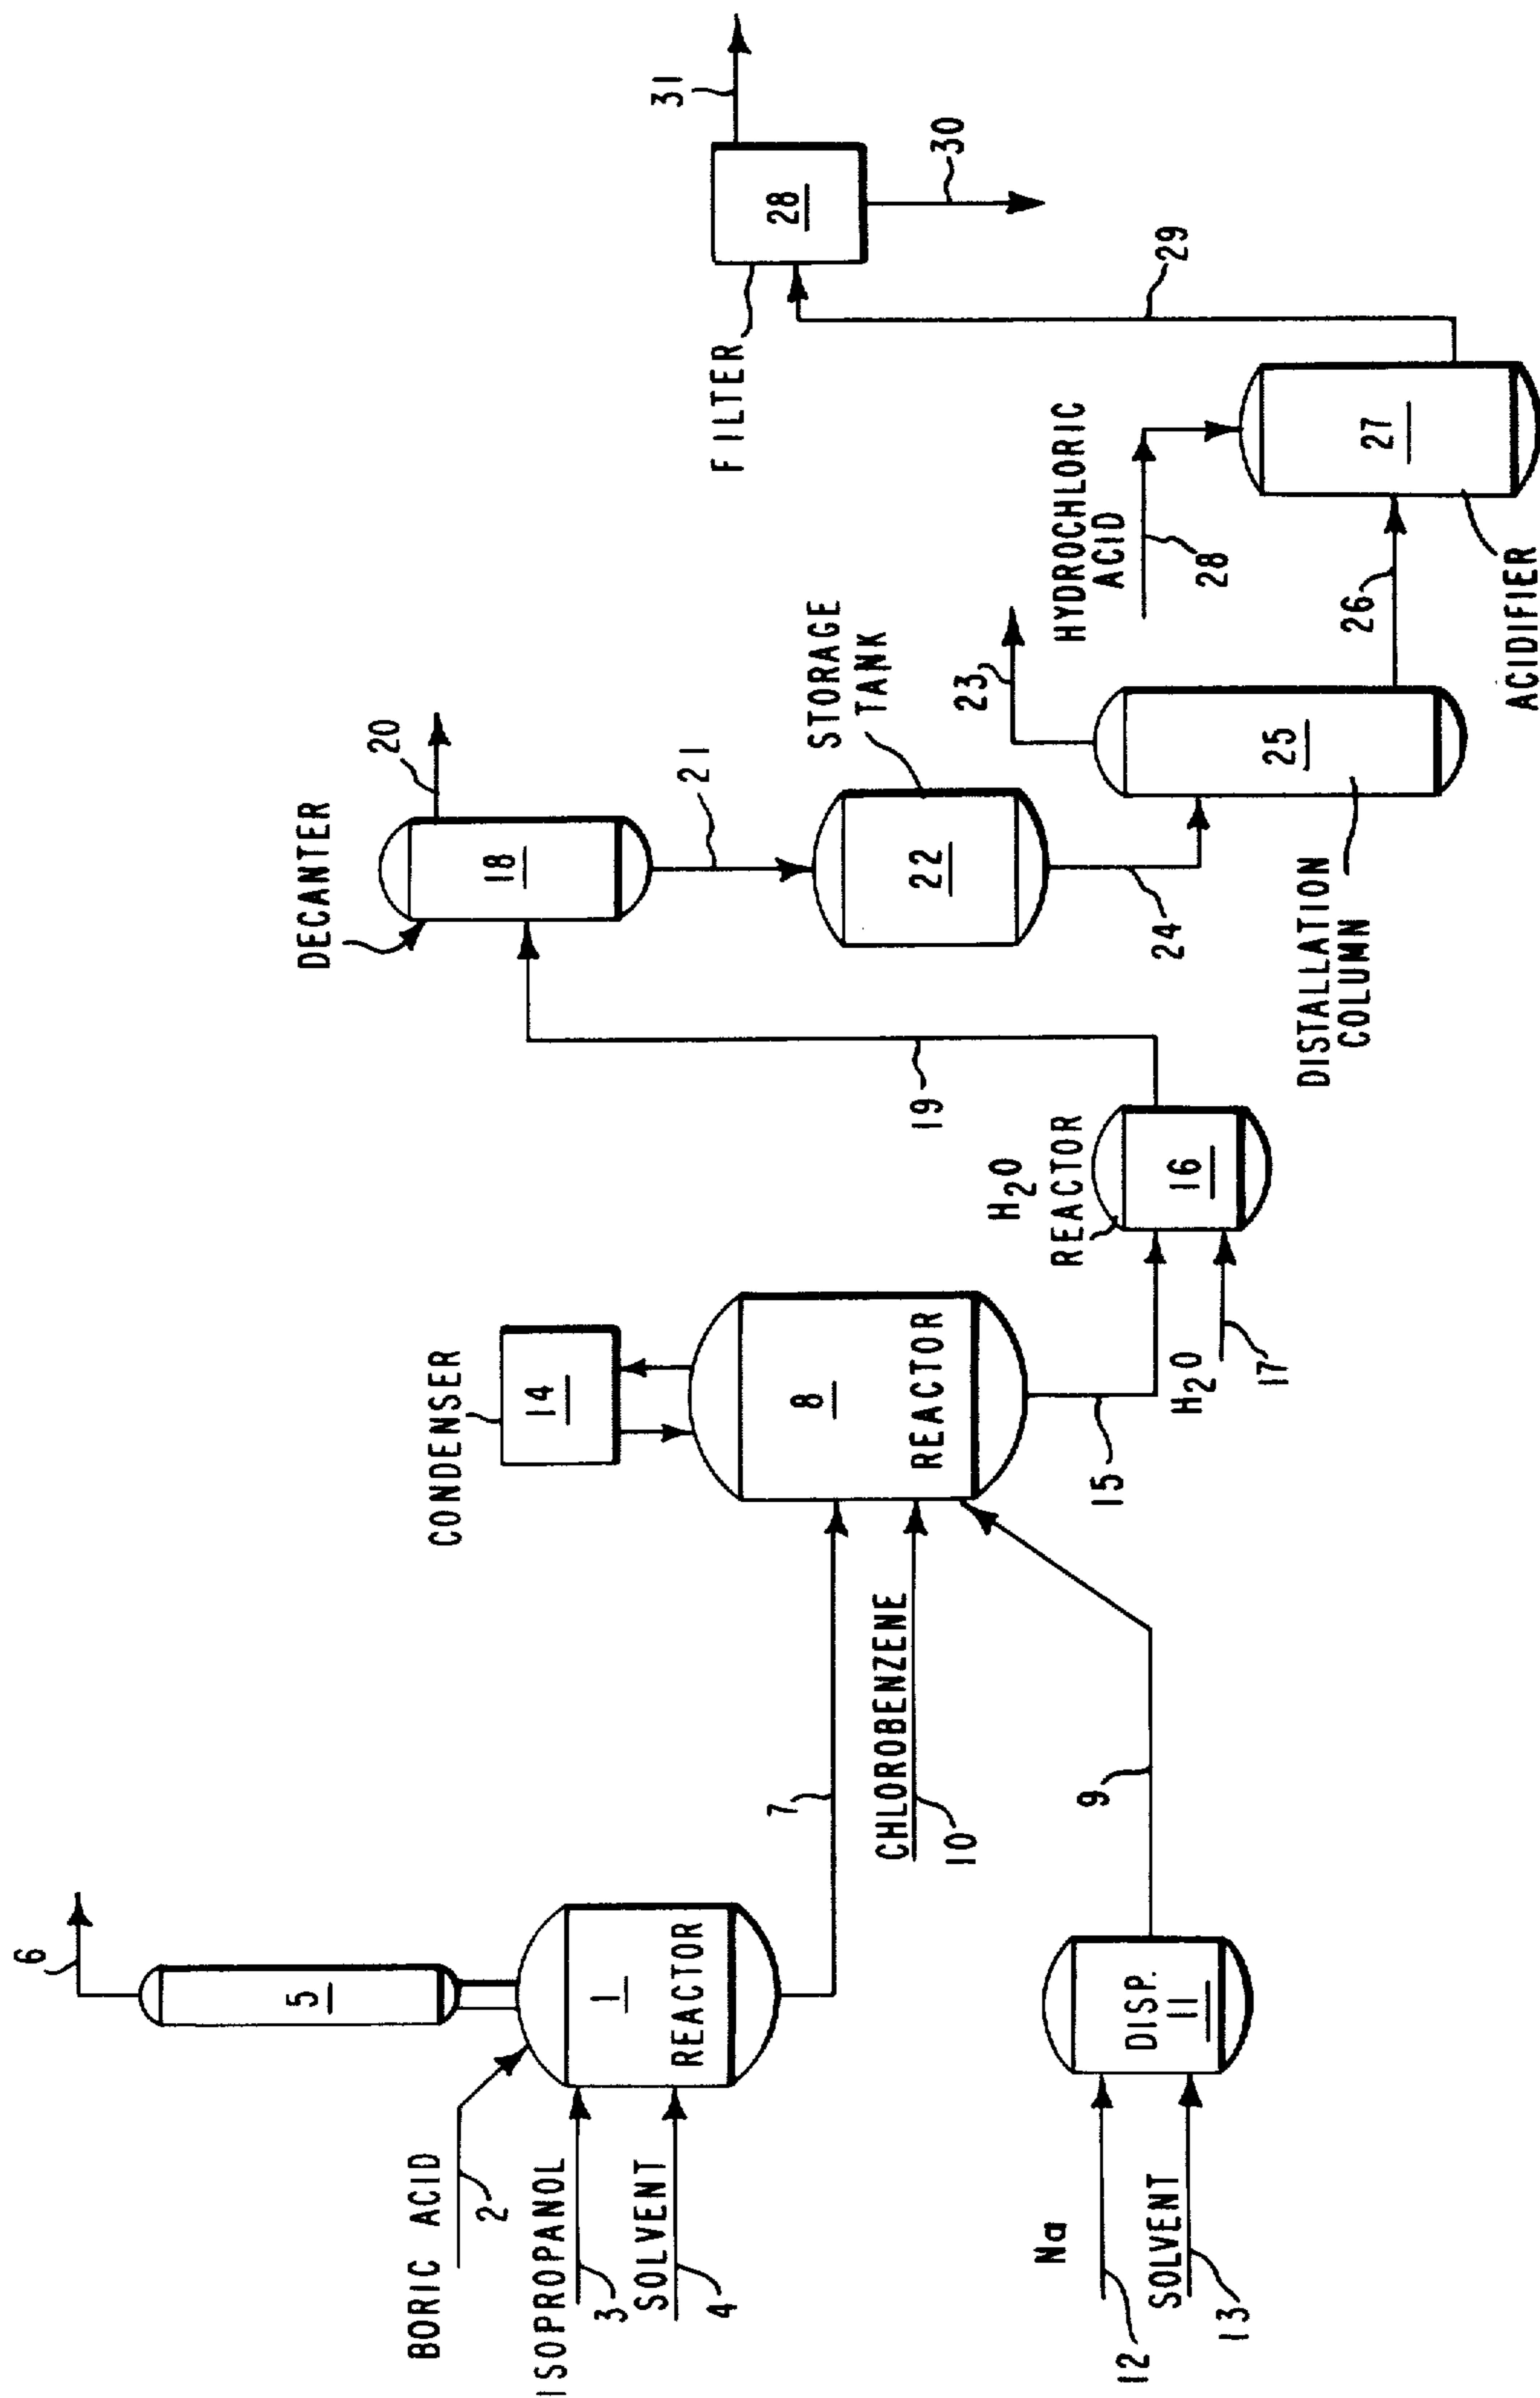 6
5
BORIC ACID
2
ISOPROPANOL
3
SOLVENT
4
1
REACTOR
7
Na
12
SOLVENT
13
DISP.
11
9
CHLOROBENZENE
10
CONDENSER
14
8
REACTOR
15
H2O
REACTOR
16
H2O
17
19
DECANTER
18
20
21
STORAGE
TANK
22
24
23
25
DISTALLATION
COLUMN
26
HYDROCHLORIC
ACID
28
27
ACIDIFIER
29
FILTER
28
30
31